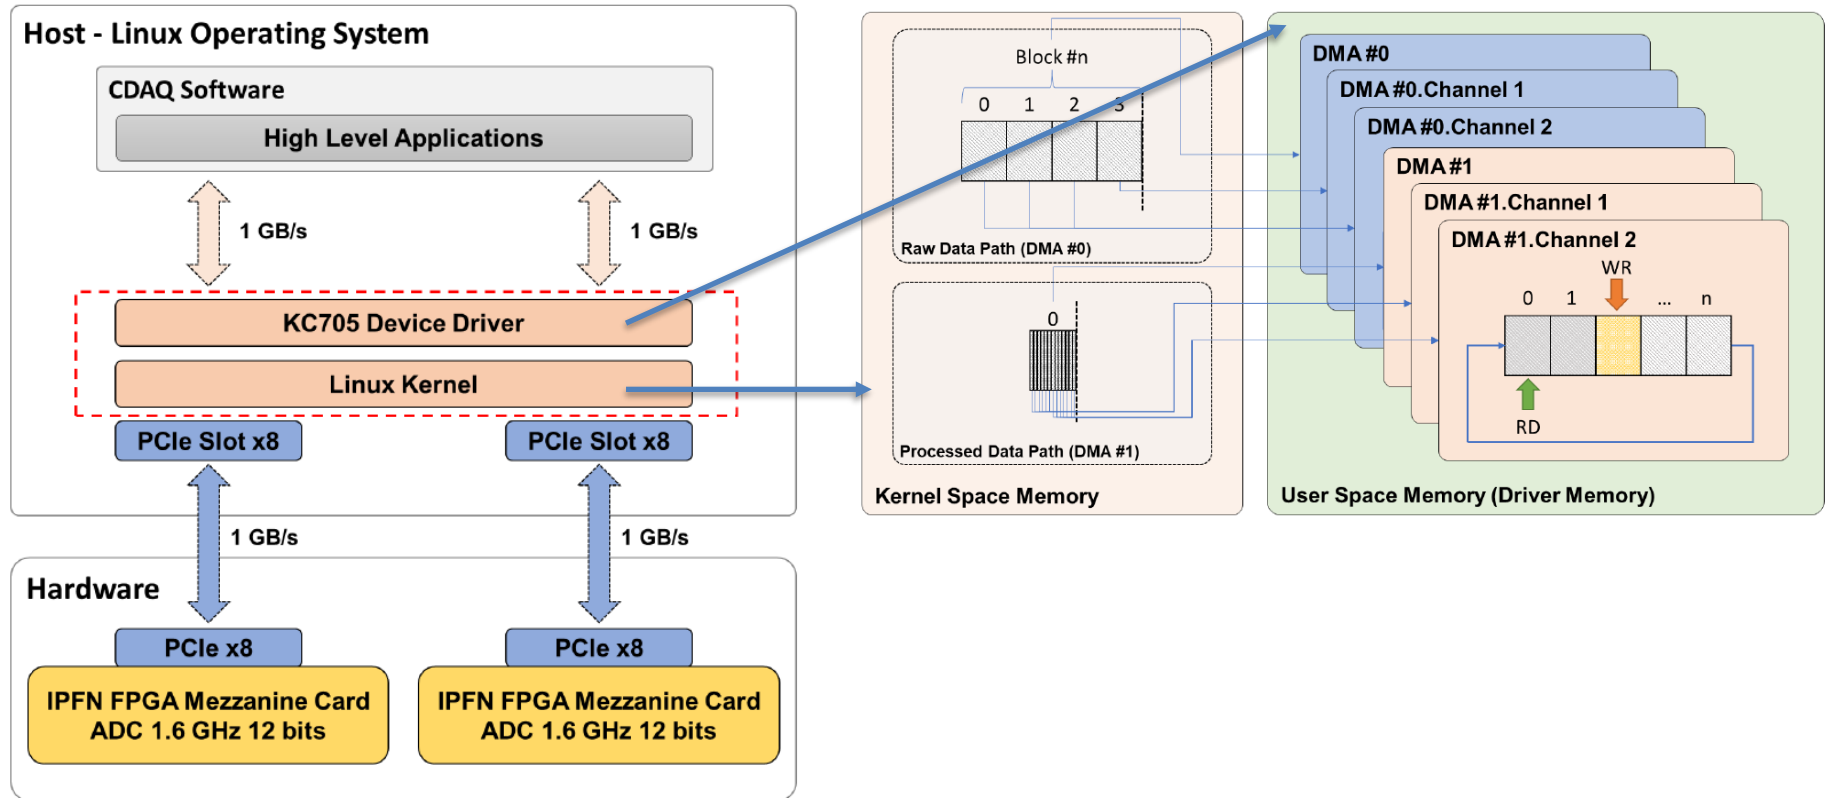 Host - Linux Operating System
CDAQ Software
High Level Applications
1 GB/s
1 GB/s
KC705 Device Driver
Linux Kernel
PCIe Slot x8
PCIe Slot x8
1 GB/s
1 GB/s
Hardware
PCIe x8
PCIe x8
IPFN FPGA Mezzanine Card
ADC 1.6 GHz 12 bits
IPFN FPGA Mezzanine Card
ADC 1.6 GHz 12 bits
Block #n
0 1 2 3
Raw Data Path (DMA #0)
0
Processed Data Path (DMA #1)
Kernel Space Memory
DMA #0
DMA #0.Channel 1
DMA #0.Channel 2
DMA #1
DMA #1.Channel 1
DMA #1.Channel 2
WR
0 1 ... n
RD
User Space Memory (Driver Memory)